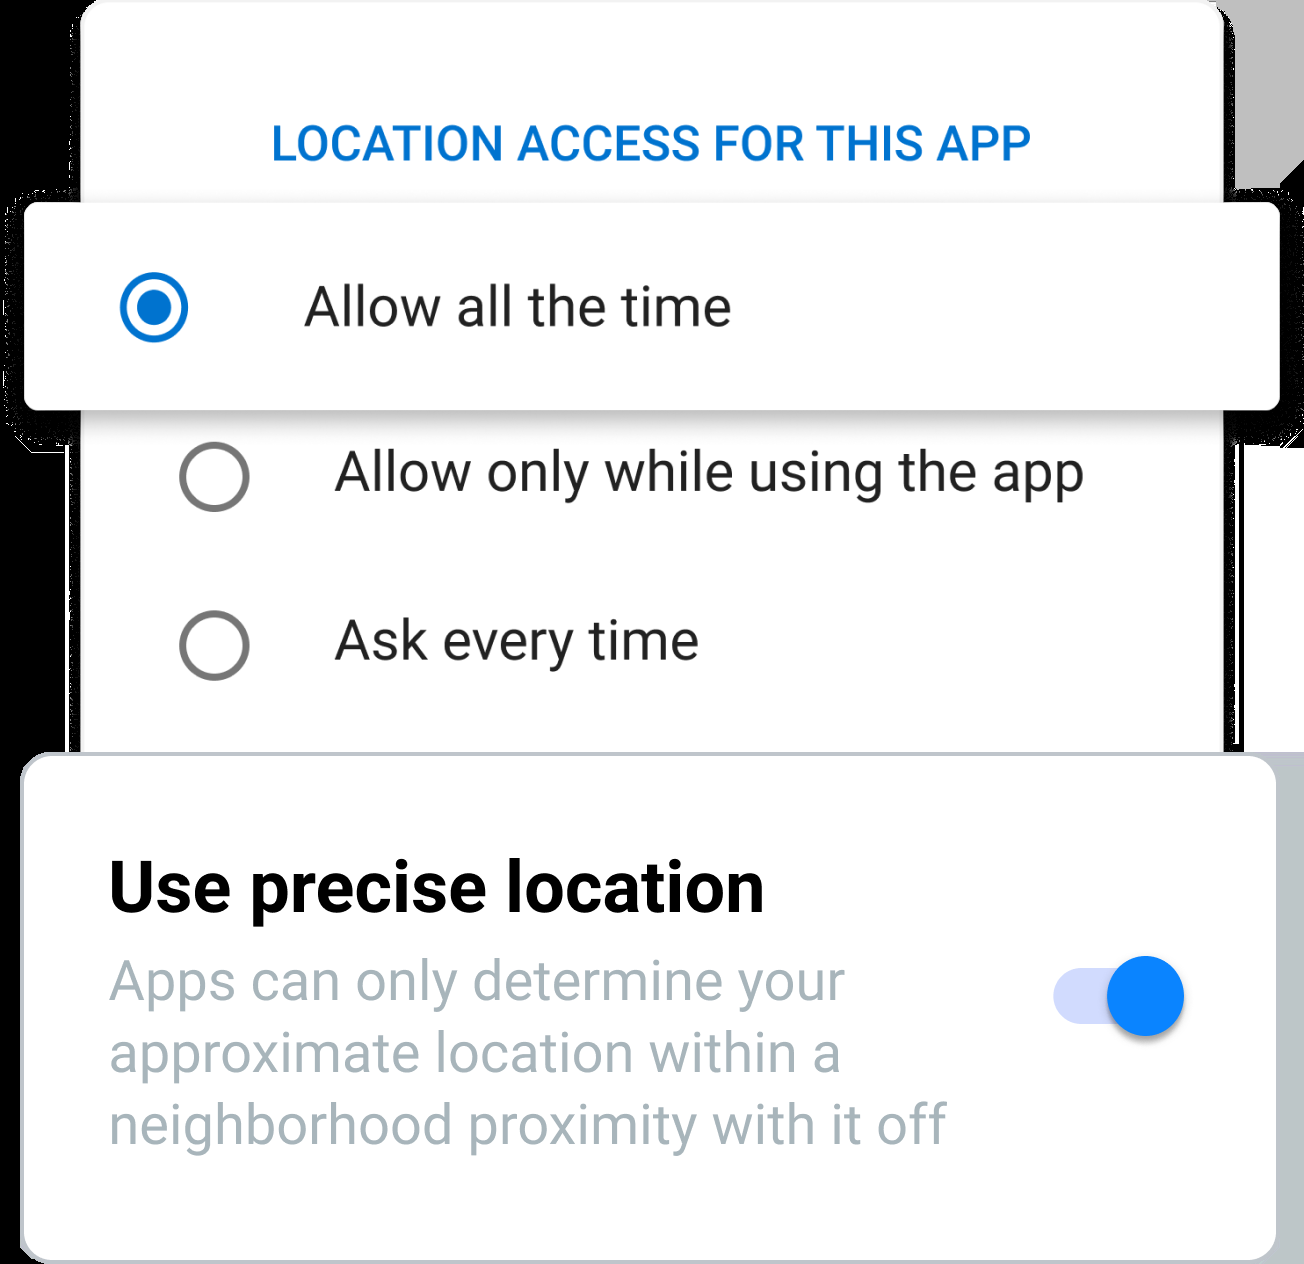 LOCATION ACCESS FOR THIS APP
Allow all the time
Allow only while using the app
Ask every time
Use precise location
Apps can only determine your
approximate location within a
neighborhood proximity with it off